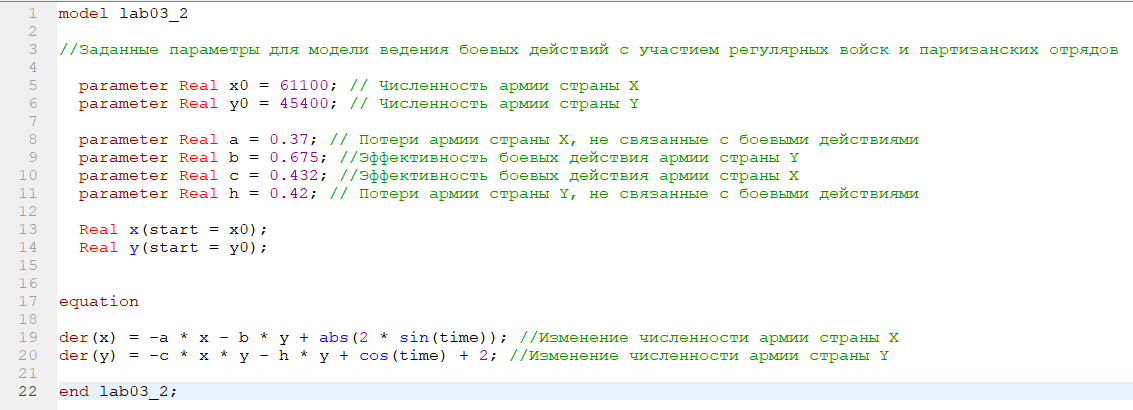 1 model lab03_2
2
3 //Заданные параметры для модели ведения боевых действий с участием регулярных войск и партизанских отрядов
4
5 parameter Real x0 = 61100; // Численность армии страны X
6 parameter Real y0 = 45400; // Численность армии страны Y
7
8 parameter Real a = 0.37; // Потери армии страны X, не связанные с боевыми действиями
9 parameter Real b = 0.675; //Эффективность боевых действия армии страны Y
10 parameter Real c = 0.432; //Эффективность боевых действия армии страны X
11 parameter Real h = 0.42; // Потери армии страны Y, не связанные с боевыми действиями
12
13 Real x(start = x0);
14 Real y(start = y0);
15
16
17 equation
18
19 der(x) = -a * x - b * y + abs(2 * sin(time)); //Изменение численности армии страны X
20 der(y) = -c * x * y - h * y + cos(time) + 2; //Изменение численности армии страны Y
21
22 end lab03_2;